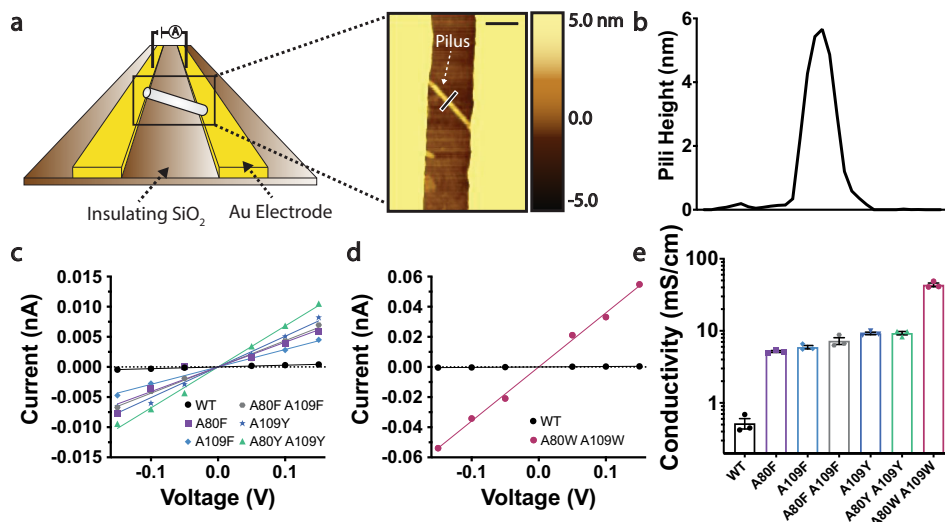 a
A
Insulating SiO₂
Au Electrode
Pilus
5.0 nm
0.0
-5.0
b
Pili Height (nm)
6
4
2
0
c
Current (nA)
0.015
0.010
0.005
0.000
-0.005
-0.010
-0.015
-0.1
0.0
0.1
Voltage (V)
WT
A80F
A109F
A80F A109F
A109Y
A80Y A109Y
d
Current (nA)
0.06
0.04
0.02
0.00
-0.02
-0.04
-0.06
-0.1
0.0
0.1
Voltage (V)
WT
A80W A109W
e
Conductivity (mS/cm)
100
10
1
WT
A80F
A109F
A80F A109F
A109Y
A80Y A109Y
A80W A109W